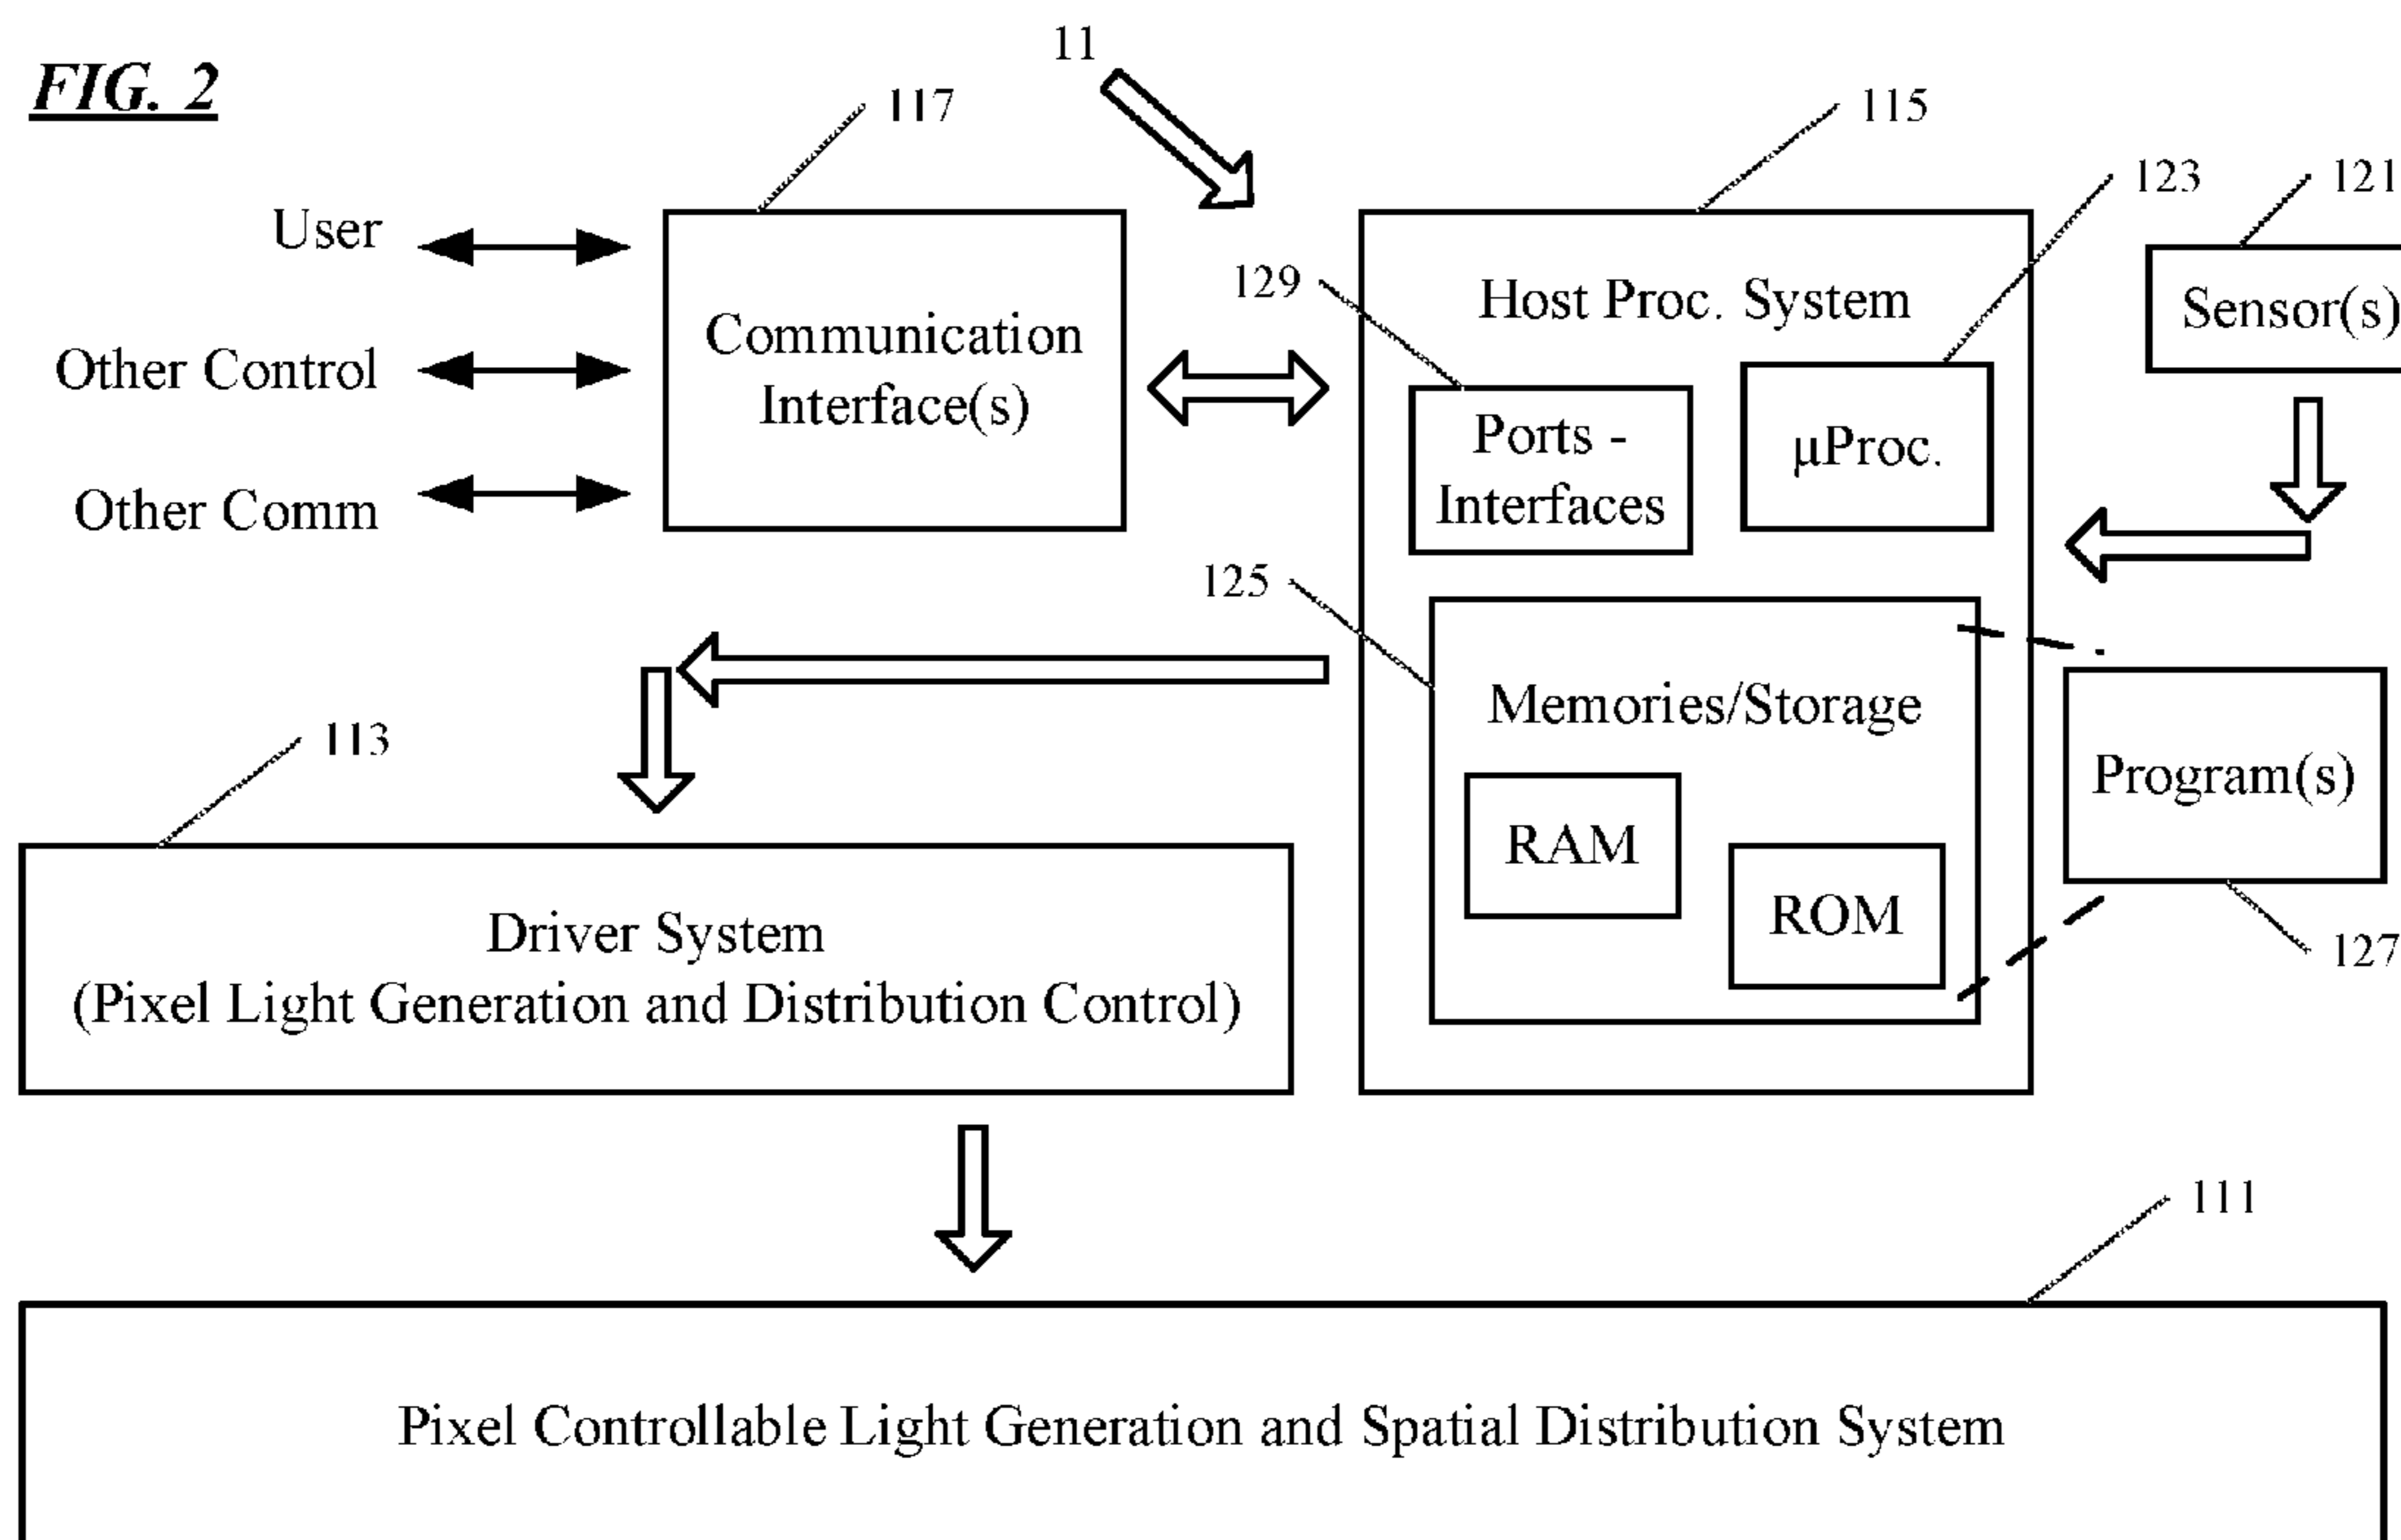 FIG. 2
11
117
115
123
121
User
Other Control
Other Comm
Communication
Interface(s)
129
Host Proc. System
Ports -
Interfaces
µProc.
Sensor(s)
125
Memories/Storage
RAM
ROM
Program(s)
127
113
Driver System
(Pixel Light Generation and Distribution Control)
111
Pixel Controllable Light Generation and Spatial Distribution System